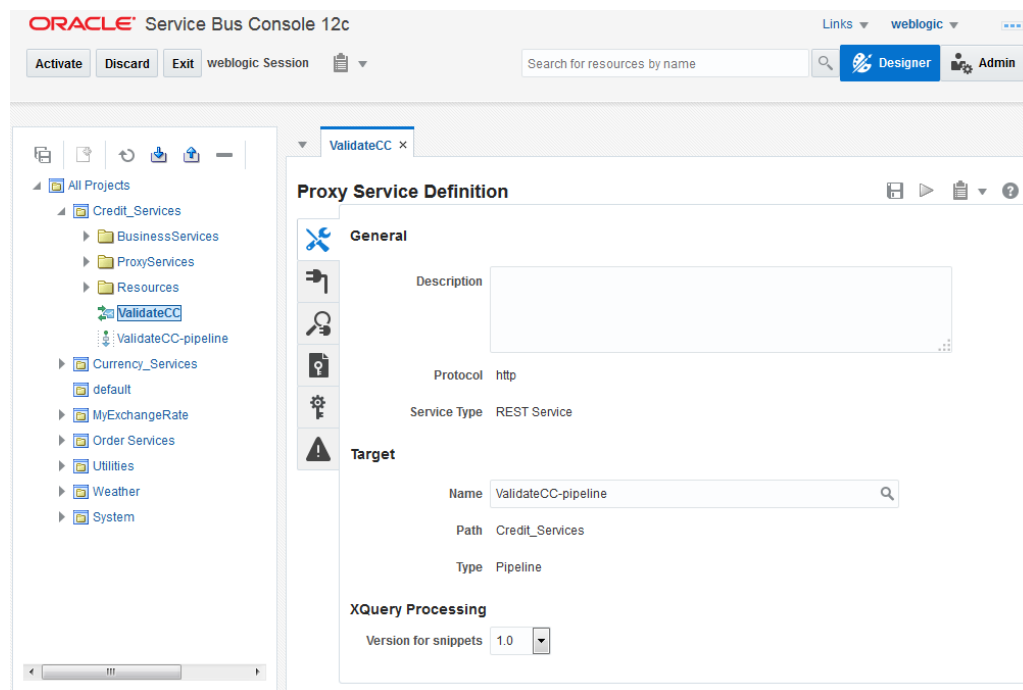 ORACLE Service Bus Console 12c
Links weblogic
Activate Discard Exit weblogic Session Search for resources by name Designer Admin
ValidateCC ×
All Projects
Credit_Services
BusinessServices
ProxyServices
Resources
ValidateCC
ValidateCC-pipeline
Currency_Services
default
MyExchangeRate
Order Services
Utilities
Weather
System
Proxy Service Definition
General
Description
Protocol http
Service Type REST Service
Target
Name ValidateCC-pipeline
Path Credit_Services
Type Pipeline
XQuery Processing
Version for snippets 1.0